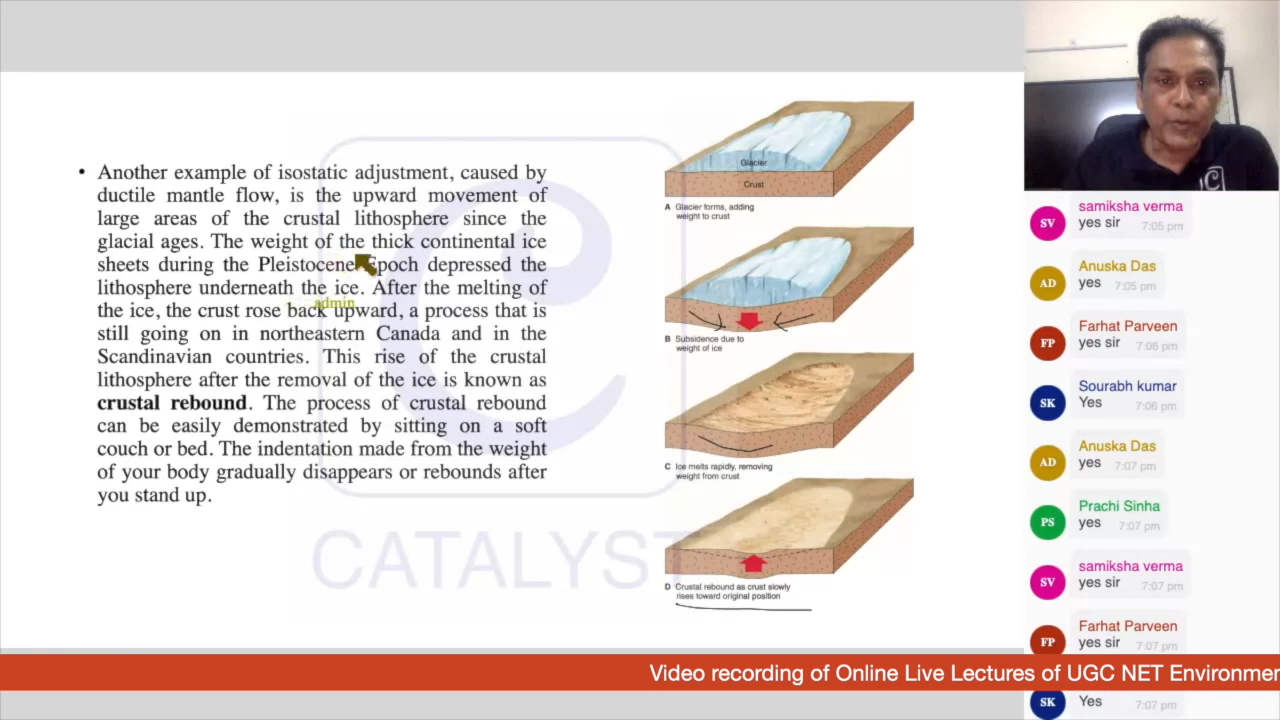 • Another example of isostatic adjustment, caused by
ductile mantle flow, is the upward movement of
large areas of the crustal lithosphere since the
glacial ages. The weight of the thick continental ice
sheets during the Pleistocene Epoch depressed the
lithosphere underneath the ice. After the melting of
admin
the ice, the crust rose back upward, a process that is
still going on in northeastern Canada and in the
Scandinavian countries. This rise of the crustal
lithosphere after the removal of the ice is known as
crustal rebound. The process of crustal rebound
can be easily demonstrated by sitting on a soft
couch or bed. The indentation made from the weight
of your body gradually disappears or rebounds after
you stand up.
CATALYST
Glacier
Crust
A Glacier forms, adding
weight to crust
B Subsidence due to
weight of ice
C Ice melts rapidly, removing
weight from crust
D Crustal rebound as crust slowly
rises toward original position
SV samiksha verma
yes sir 7:05 pm
AD Anuska Das
yes 7:05 pm
FP Farhat Parveen
yes sir 7:06 pm
SK Sourabh kumar
Yes 7:06 pm
AD Anuska Das
yes 7:07 pm
PS Prachi Sinha
yes 7:07 pm
SV samiksha verma
yes sir 7:07 pm
FP Farhat Parveen
yes sir 7:07 pm
Video recording of Online Live Lectures of UGC NET Environmen
SK Yes 7:07 pm